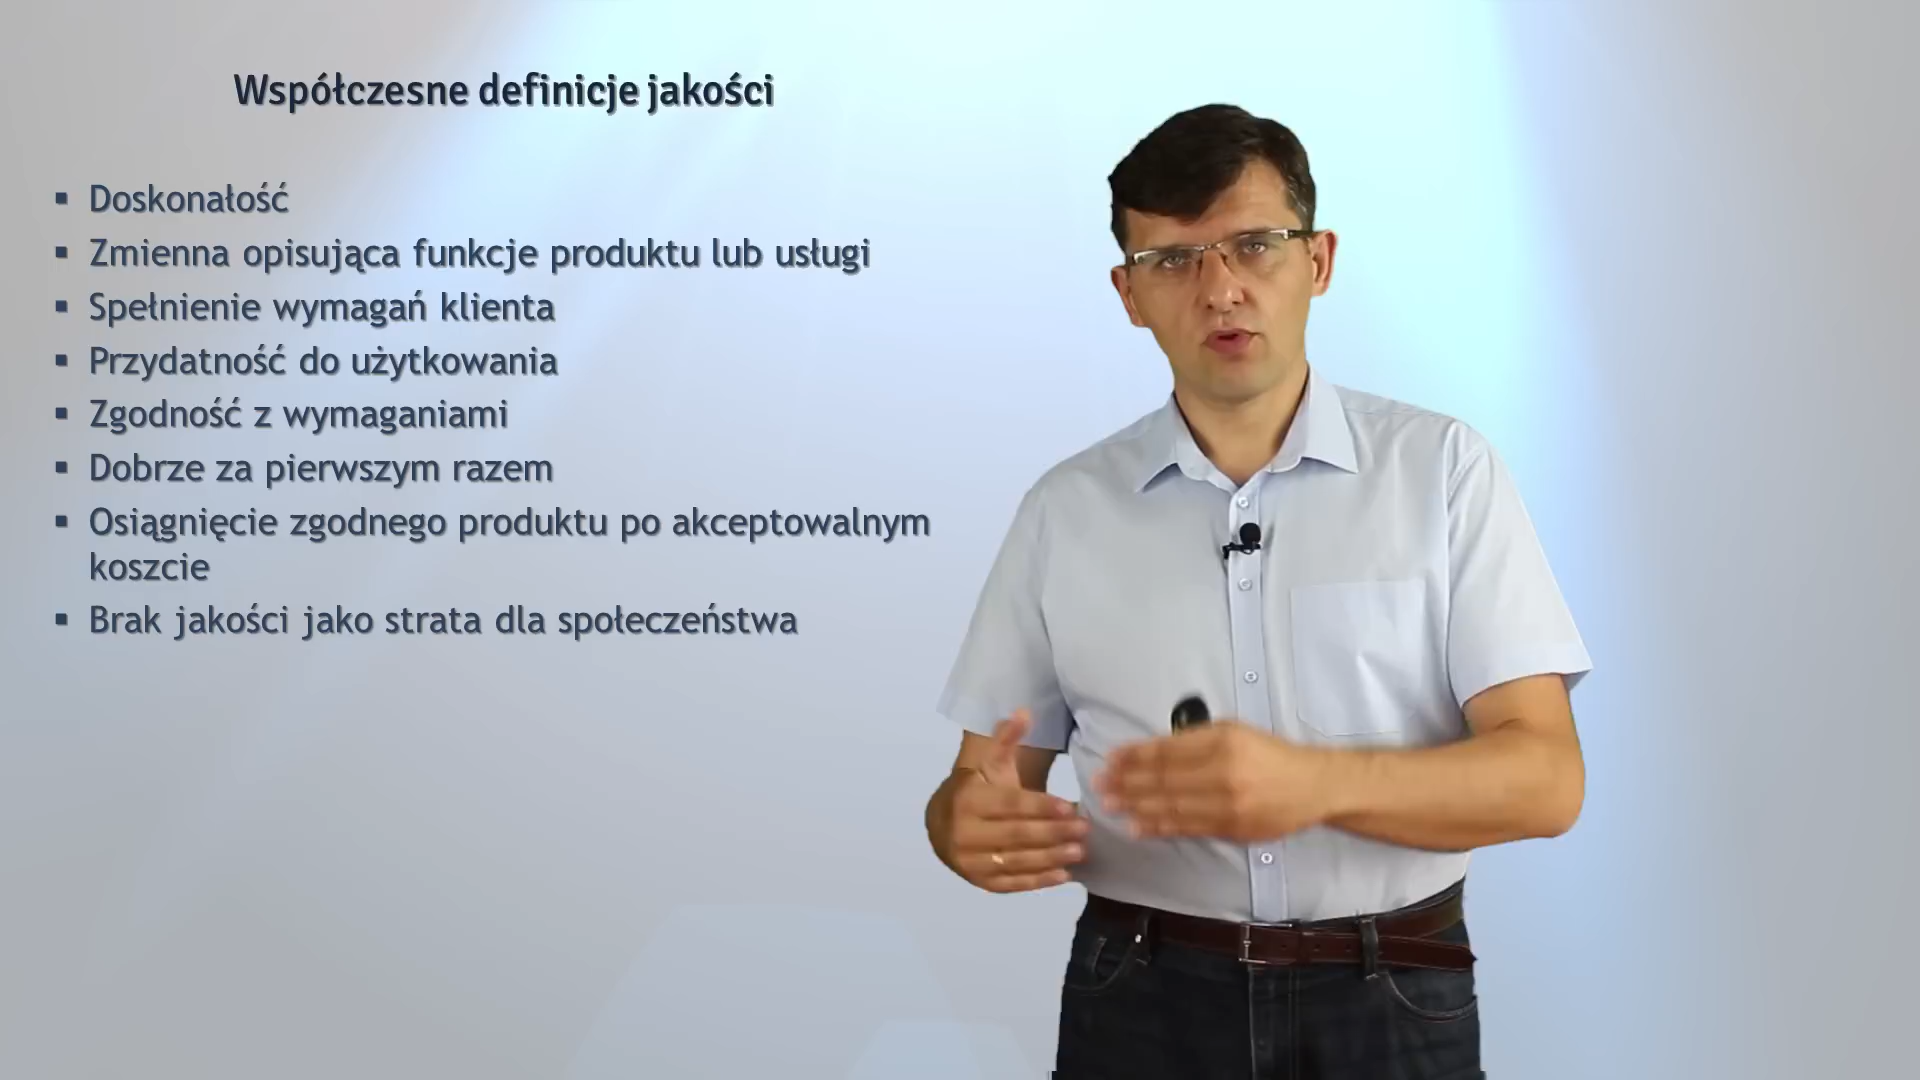 Współczesne definicje jakości
▪ Doskonałość
▪ Zmienna opisująca funkcje produktu lub usługi
▪ Spełnienie wymagań klienta
▪ Przydatność do użytkowania
▪ Zgodność z wymaganiami
▪ Dobrze za pierwszym razem
▪ Osiągnięcie zgodnego produktu po akceptowalnym
koszcie
▪ Brak jakości jako strata dla społeczeństwa